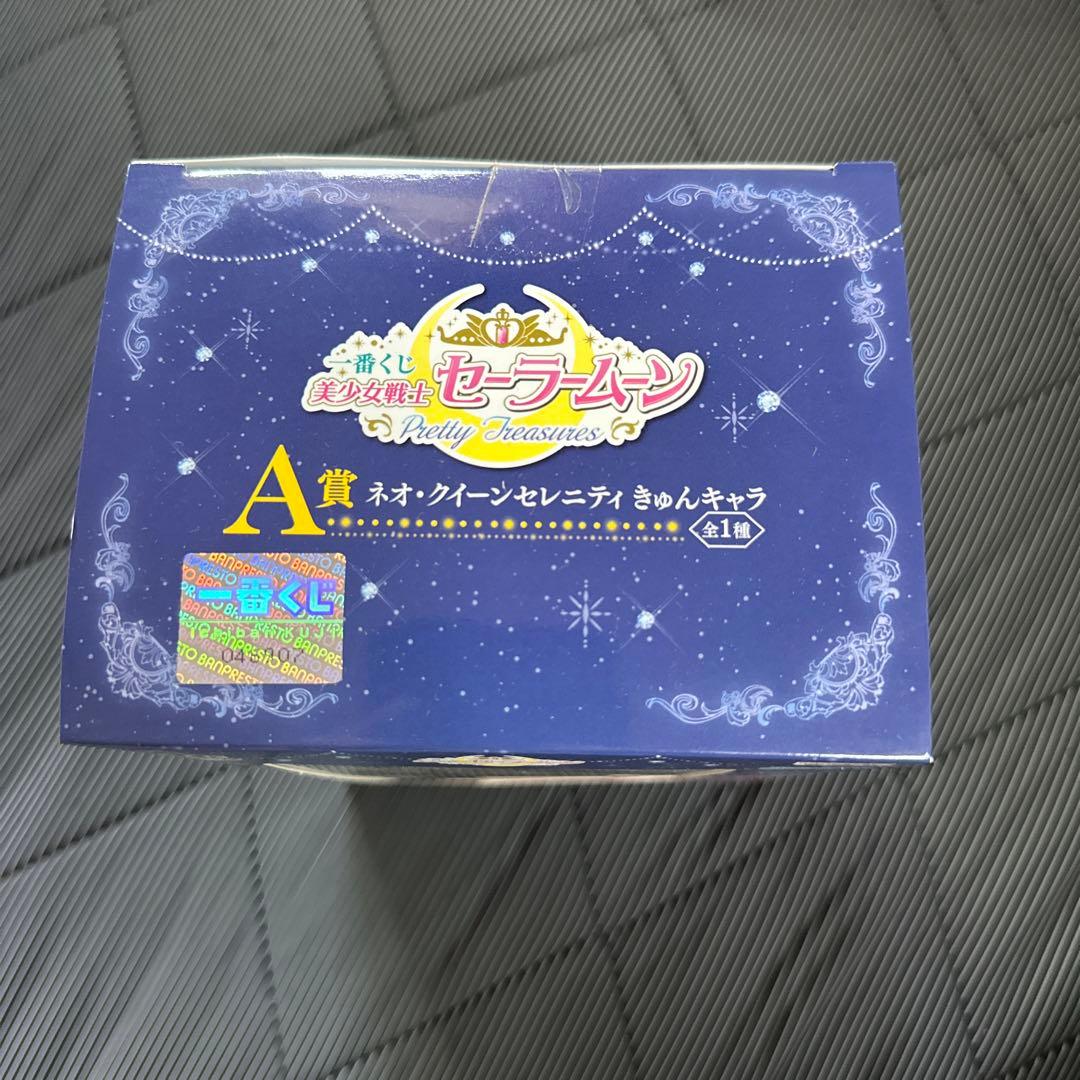 一番くじ
美少女戦士 セーラームーン
Pretty Treasures
A賞 ネオ・クイーンセレニティ きゅんキャラ
全1種
一番くじ
BANPRESTO